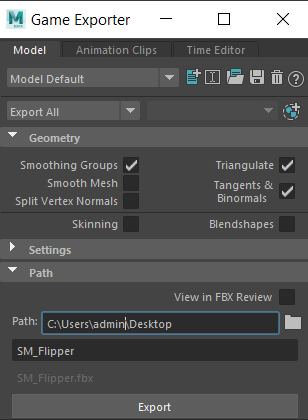 Game Exporter
Model Animation Clips Time Editor
Model Default
Export All
Geometry
Smoothing Groups Triangulate
Smooth Mesh Tangents &
Binormals
Split Vertex Normals
Skinning Blendshapes
Settings
Path
View in FBX Review
Path: C:\Users\admin\Desktop
SM_Flipper
SM_Flipper.fbx
Export